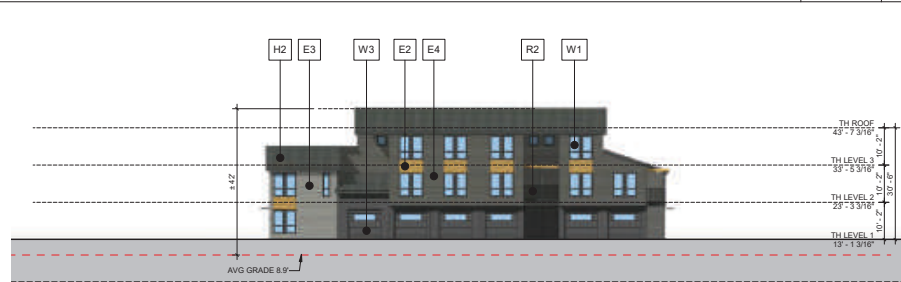 H2 E3 W3 E2 E4 R2 W1
TH ROOF
43' - 7 3/16"
10' - 2"
TH LEVEL 3
33' - 5 3/16"
± 42'
10' - 2"
30' - 6"
TH LEVEL 2
23' - 3 3/16"
10' - 2"
TH LEVEL 1
13' - 1 3/16"
AVG GRADE 8.9'